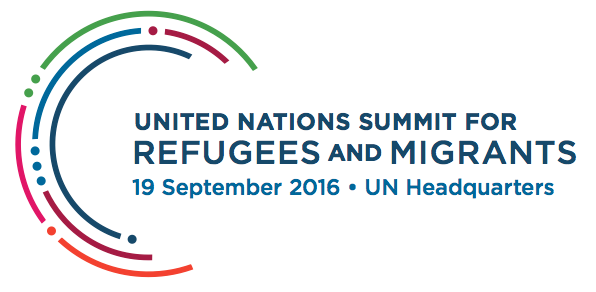 UNITED NATIONS SUMMIT FOR
REFUGEES AND MIGRANTS
19 September 2016 • UN Headquarters